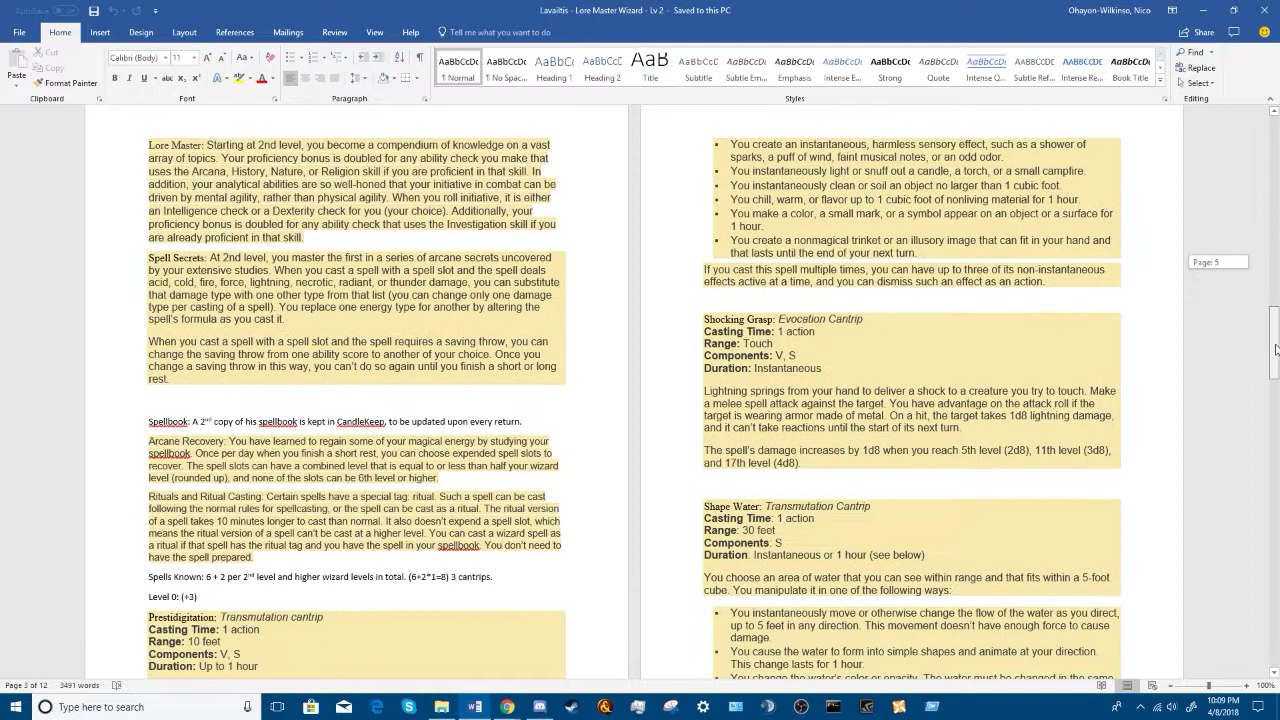 AutoSave
Off
Lavaitis - Lore Master Wizard - Lv 2 - Saved to this PC
Ohayon-Wilkinso, Nico
File
Home
Insert
Design
Layout
References
Mailings
Review
View
Help
Tell me what you want to do
Share
Paste
Cut
Copy
Format Painter
Clipboard
Calibri (Body)
11
Font
Paragraph
AaBbCcDc
¶ Normal
AaBbCcDc
¶ No Spac...
AaBbCc
Heading 1
AaBbCcD
Heading 2
AaB
Title
AaBbCcD
Subtitle
AaBbCcDc
Subtle Em...
AaBbCcDc
Emphasis
AaBbCcDc
Intense E...
AaBbCcDc
Strong
AaBbCcDc
Quote
AaBbCcDc
Intense Q...
AABBCCDC
Subtle Ref...
AABBCCDC
Intense Re...
AaBbCcDc
Book Title
Styles
Find
Replace
Select
Editing
Lore Master: Starting at 2nd level, you become a compendium of knowledge on a vast
array of topics. Your proficiency bonus is doubled for any ability check you make that
uses the Arcana, History, Nature, or Religion skill if you are proficient in that skill. In
addition, your analytical abilities are so well-honed that your initiative in combat can be
driven by mental agility, rather than physical agility. When you roll initiative, it is either
an Intelligence check or a Dexterity check for you (your choice). Additionally, your
proficiency bonus is doubled for any ability check that uses the Investigation skill if you
are already proficient in that skill.
Spell Secrets: At 2nd level, you master the first in a series of arcane secrets uncovered
by your extensive studies. When you cast a spell with a spell slot and the spell deals
acid, cold, fire, force, lightning, necrotic, radiant, or thunder damage, you can substitute
that damage type with one other type from that list (you can change only one damage
type per casting of a spell). You replace one energy type for another by altering the
spell's formula as you cast it.
When you cast a spell with a spell slot and the spell requires a saving throw, you can
change the saving throw from one ability score to another of your choice. Once you
change a saving throw in this way, you can't do so again until you finish a short or long
rest.
Spellbook: A 2nd copy of his spellbook is kept in CandleKeep, to be updated upon every return.
Arcane Recovery: You have learned to regain some of your magical energy by studying your
spellbook. Once per day when you finish a short rest, you can choose expended spell slots to
recover. The spell slots can have a combined level that is equal to or less than half your wizard
level (rounded up), and none of the slots can be 6th level or higher.
Rituals and Ritual Casting: Certain spells have a special tag: ritual. Such a spell can be cast
following the normal rules for spellcasting, or the spell can be cast as a ritual. The ritual version
of a spell takes 10 minutes longer to cast than normal. It also doesn't expend a spell slot, which
means the ritual version of a spell can't be cast at a higher level. You can cast a wizard spell as
a ritual if that spell has the ritual tag and you have the spell in your spellbook. You don't need to
have the spell prepared.
Spells Known: 6 + 2 per 2nd level and higher wizard levels in total. (6+2*1=8) 3 cantrips.
Level 0: (+3)
Prestidigitation: Transmutation cantrip
Casting Time: 1 action
Range: 10 feet
Components: V, S
Duration: Up to 1 hour
• You create an instantaneous, harmless sensory effect, such as a shower of
sparks, a puff of wind, faint musical notes, or an odd odor.
• You instantaneously light or snuff out a candle, a torch, or a small campfire.
• You instantaneously clean or soil an object no larger than 1 cubic foot.
• You chill, warm, or flavor up to 1 cubic foot of nonliving material for 1 hour.
• You make a color, a small mark, or a symbol appear on an object or a surface for
1 hour.
• You create a nonmagical trinket or an illusory image that can fit in your hand and
that lasts until the end of your next turn.
If you cast this spell multiple times, you can have up to three of its non-instantaneous
effects active at a time, and you can dismiss such an effect as an action.
Shocking Grasp: Evocation Cantrip
Casting Time: 1 action
Range: Touch
Components: V, S
Duration: Instantaneous
Lightning springs from your hand to deliver a shock to a creature you try to touch. Make
a melee spell attack against the target. You have advantage on the attack roll if the
target is wearing armor made of metal. On a hit, the target takes 1d8 lightning damage,
and it can't take reactions until the start of its next turn.
The spell's damage increases by 1d8 when you reach 5th level (2d8), 11th level (3d8),
and 17th level (4d8).
Shape Water: Transmutation Cantrip
Casting Time: 1 action
Range: 30 feet
Components: S
Duration: Instantaneous or 1 hour (see below)
You choose an area of water that you can see within range and that fits within a 5-foot
cube. You manipulate it in one of the following ways:
• You instantaneously move or otherwise change the flow of the water as you direct,
up to 5 feet in any direction. This movement doesn't have enough force to cause
damage.
• You cause the water to form into simple shapes and animate at your direction.
This change lasts for 1 hour.
• You change the water's color or opacity. The water must be changed in the same
Page: 5
Page 3 of 12
3491 words
100%
Type here to search
10:09 PM
4/8/2018